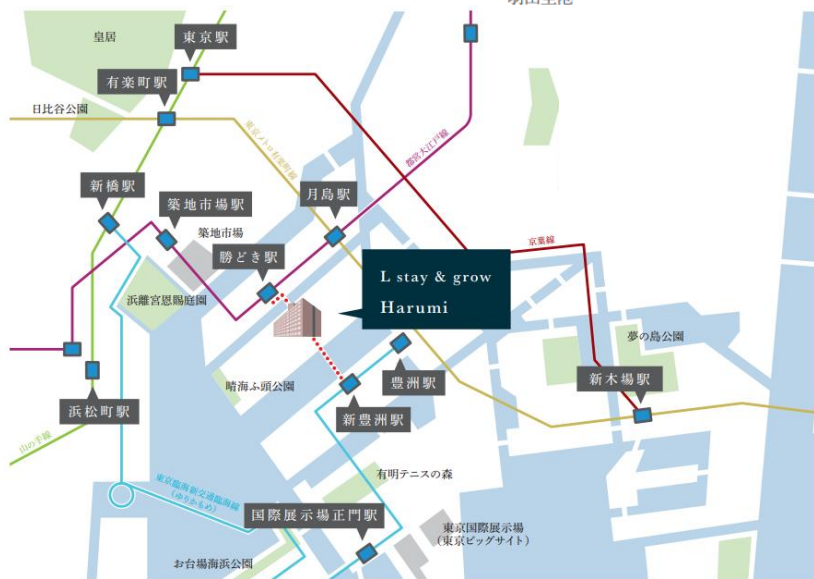 皇居
東京駅
有楽町駅
日比谷公園
東京メトロ有楽町線
都営大江戸線
新橋駅
築地市場駅
月島駅
築地市場
勝どき駅
京葉線
L stay & grow
Harumi
浜離宮恩賜庭園
夢の島公園
晴海ふ頭公園
豊洲駅
新木場駅
浜松町駅
新豊洲駅
山の手線
有明テニスの森
東京臨海新交通臨海線
(ゆりかもめ)
国際展示場正門駅
東京国際展示場
(東京ビッグサイト)
お台場海浜公園